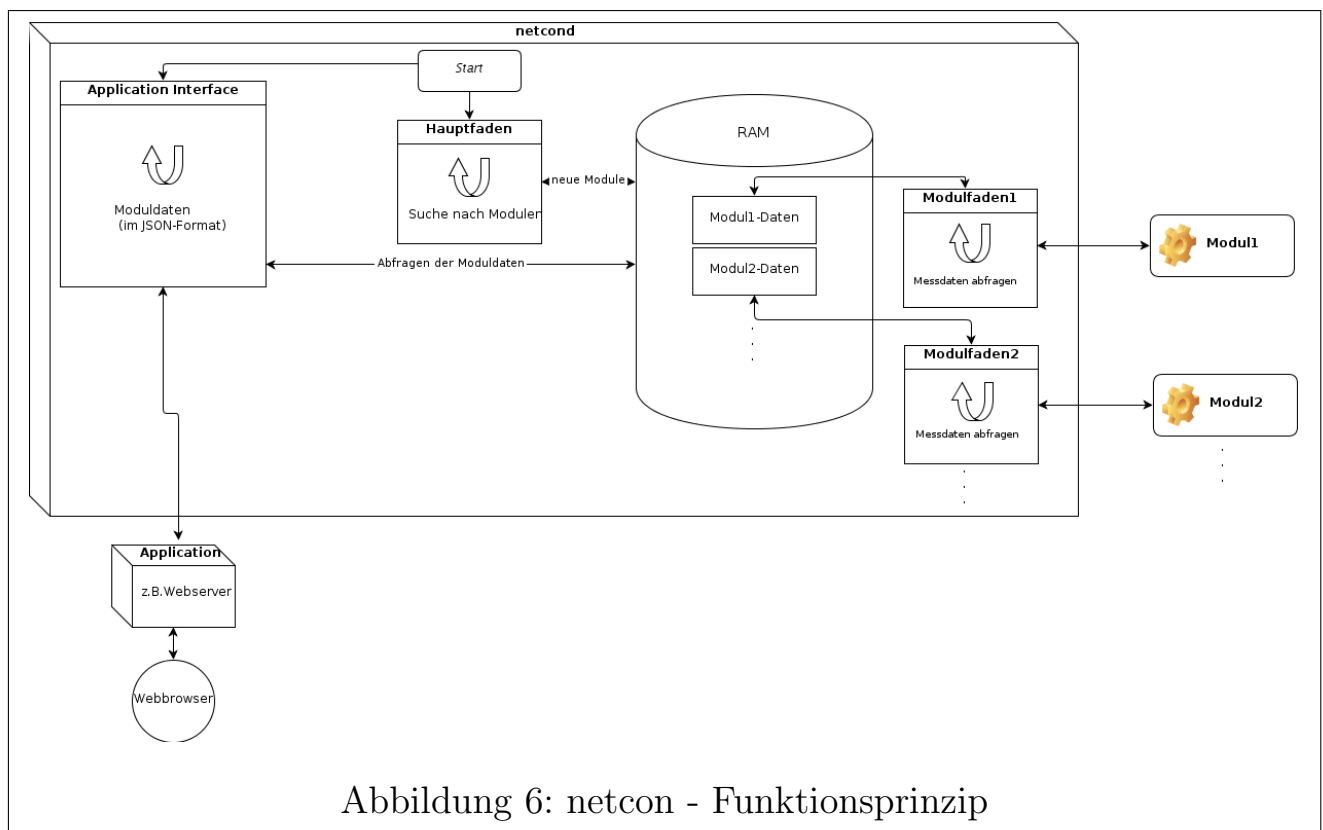 netcond
Start
Application Interface
Moduldaten
(im JSON-Format)
Hauptfaden
Suche nach Modulen
neue Module
Abfragen der Moduldaten
RAM
Modul1-Daten
Modul2-Daten
.
.
.
Modulfaden1
Messdaten abfragen
Modul1
Modulfaden2
Messdaten abfragen
.
.
.
Modul2
.
.
.
Application
z.B.Webserver
Webbrowser
Abbildung 6: netcon - Funktionsprinzip